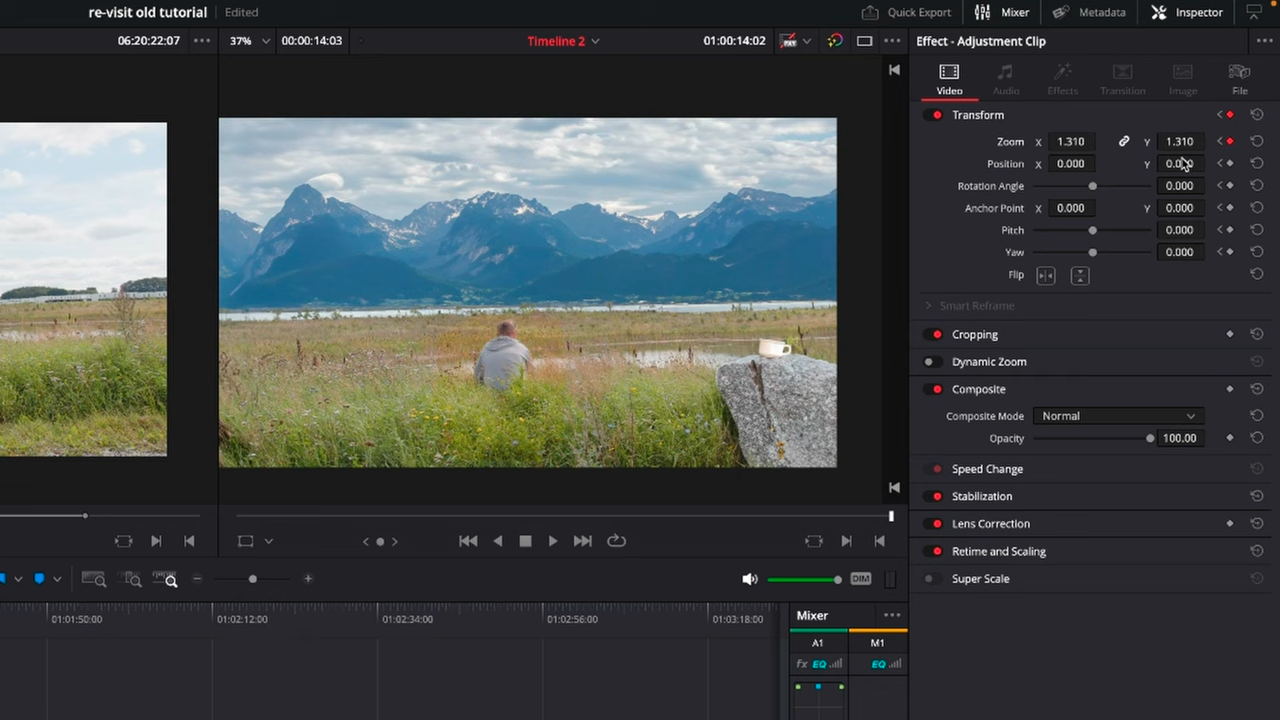 re-visit old tutorial Edited Quick Export Mixer Metadata Inspector
06:20:22:07 37% 00:00:14:03 Timeline 2 01:00:14:02 Effect - Adjustment Clip
Video Audio Effects Transition Image File
Transform
Zoom X 1.310 Y 1.310
Position X 0.000 Y
Rotation Angle 0.000
Anchor Point X 0.000 Y 0.000
Pitch 0.000
Yaw 0.000
Flip
Smart Reframe
Cropping
Dynamic Zoom
Composite
Composite Mode Normal
Opacity 100.00
Speed Change
Stabilization
Lens Correction
Retime and Scaling
Super Scale
DIM
01:01:50:00 01:02:12:00 01:02:34:00 01:02:56:00 01:03:18:00
Mixer
A1 M1
fx EQ EQ